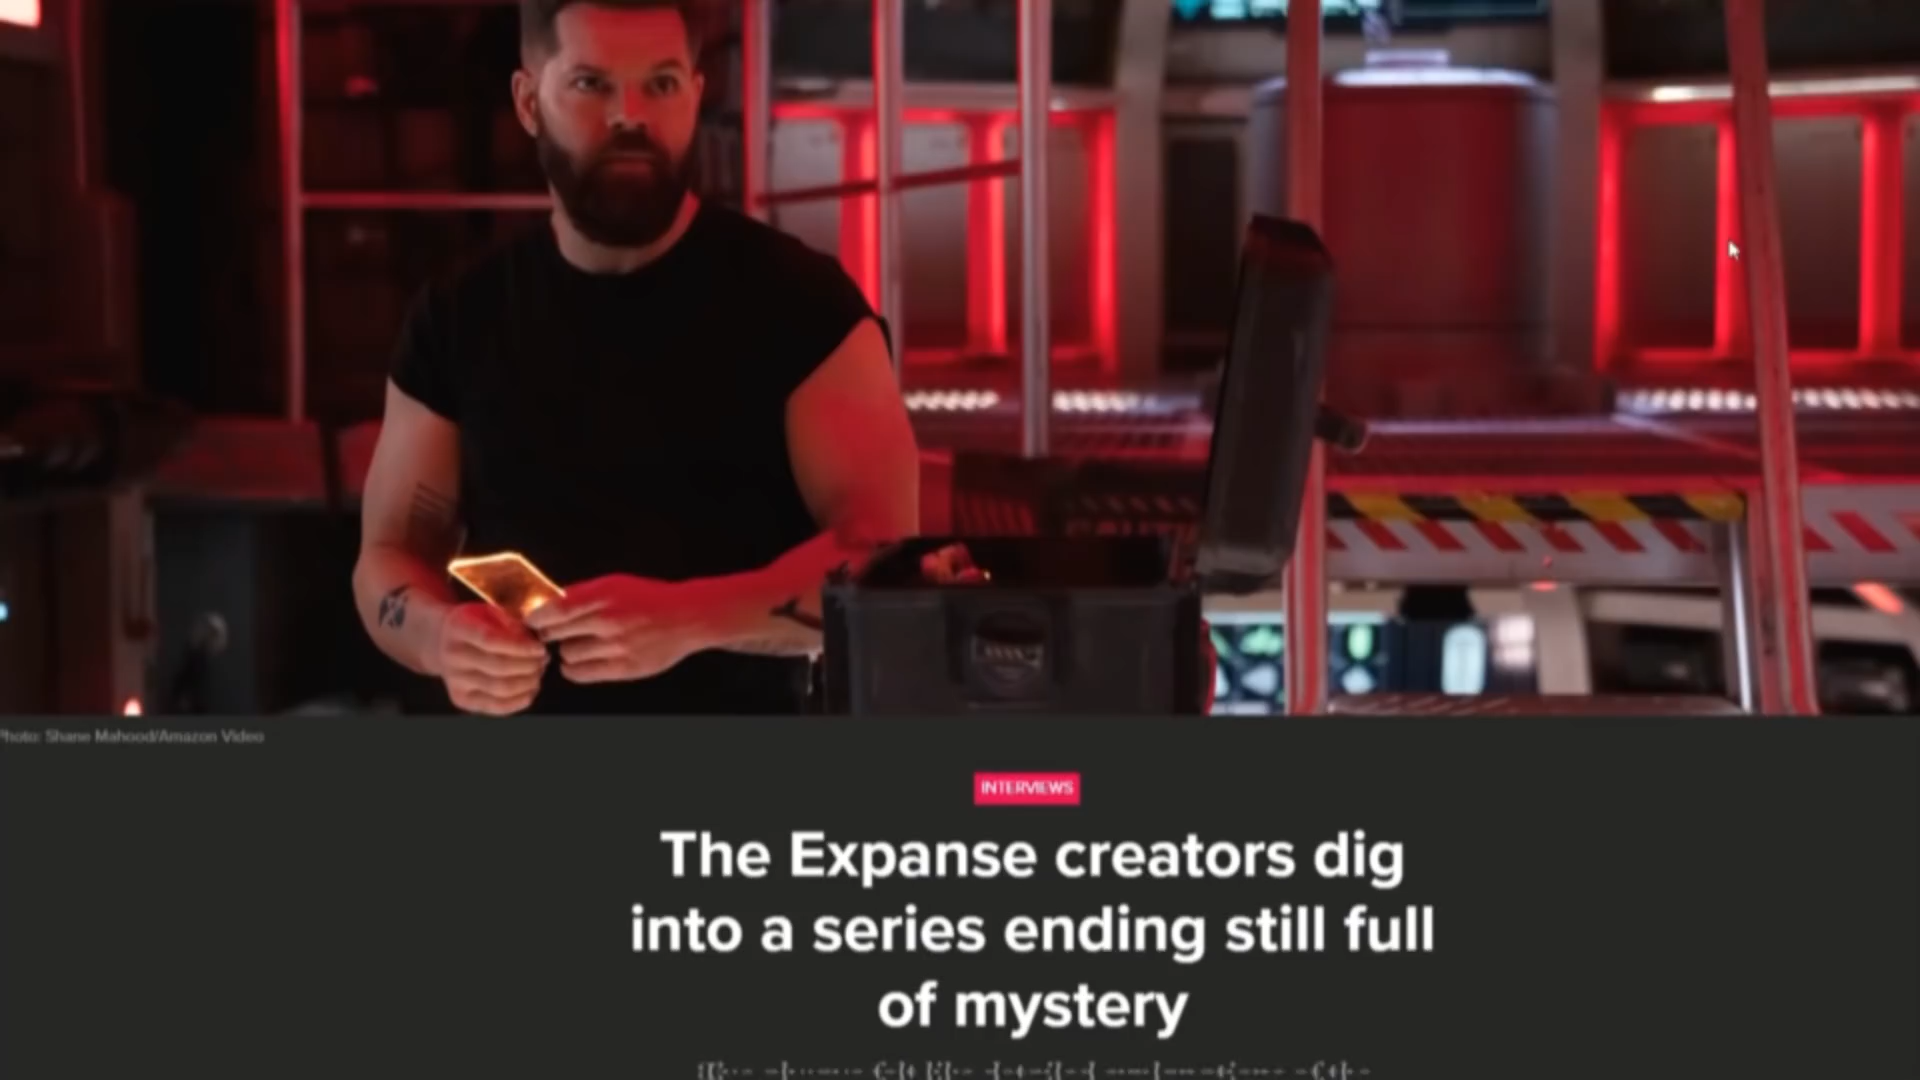 Photo: Shane Mahood/Amazon Video
INTERVIEWS
The Expanse creators dig
into a series ending still full
of mystery